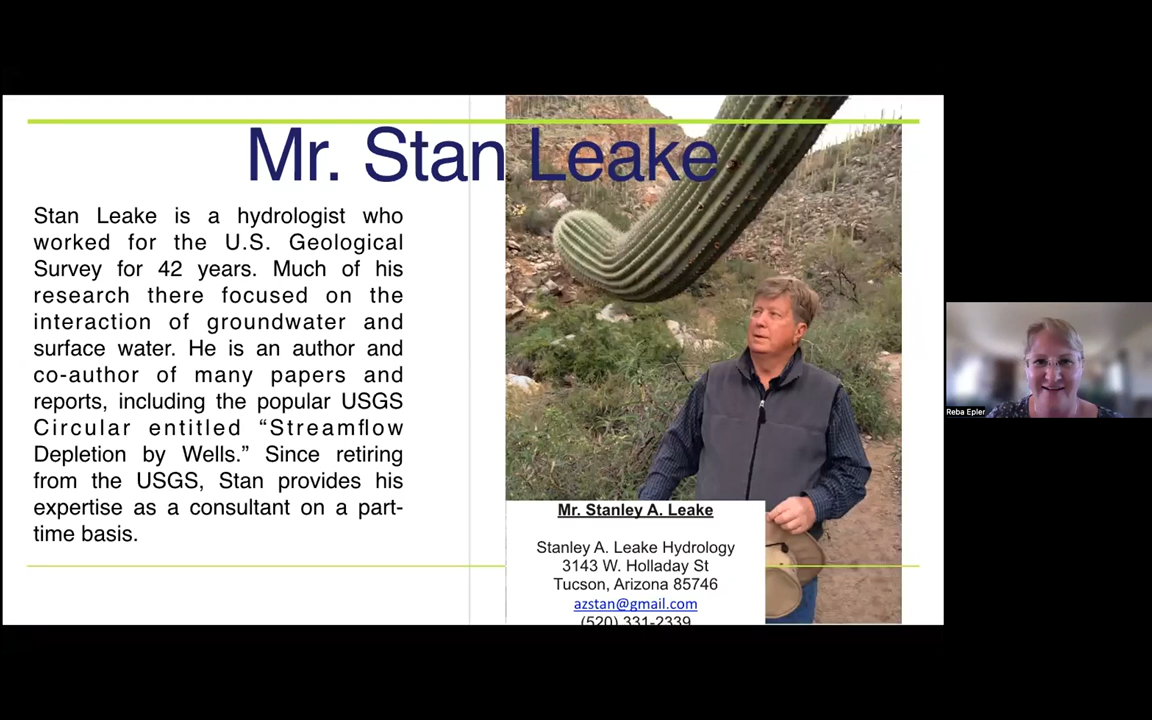 Mr. Stan Leake
Stan Leake is a hydrologist who
worked for the U.S. Geological
Survey for 42 years. Much of his
research there focused on the
interaction of groundwater and
surface water. He is an author and
co-author of many papers and
reports, including the popular USGS
Circular entitled “Streamflow
Depletion by Wells.” Since retiring
from the USGS, Stan provides his
expertise as a consultant on a part-
time basis.
Mr. Stanley A. Leake
Stanley A. Leake Hydrology
3143 W. Holladay St
Tucson, Arizona 85746
azstan@gmail.com
(520) 331-2339
Reba Epler